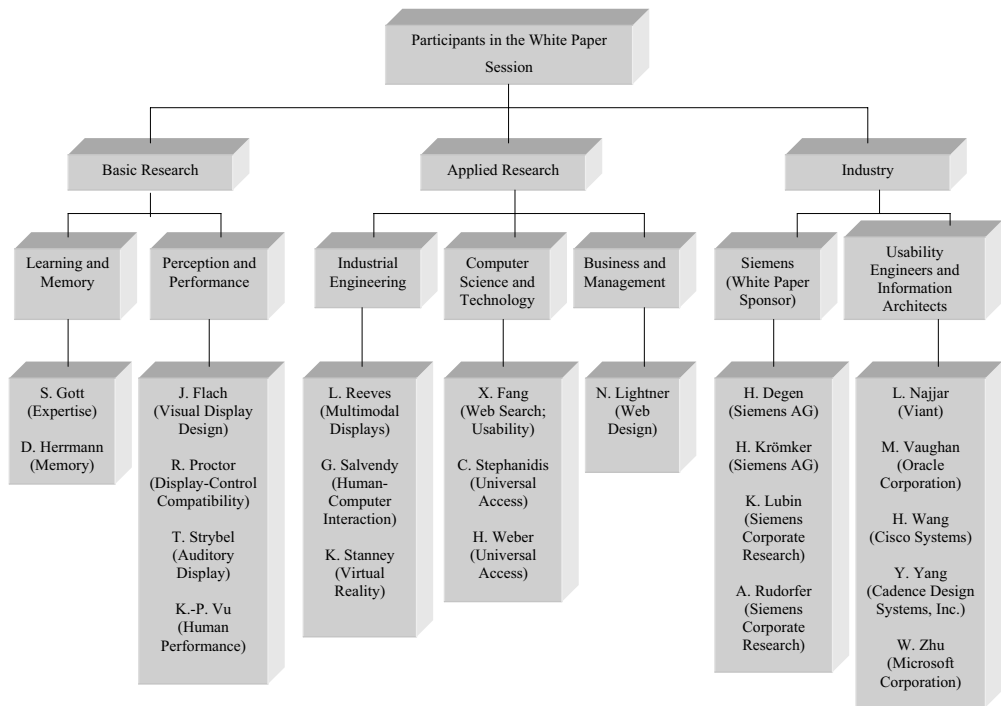 Participants in the White Paper
Session
Basic Research
Applied Research
Industry
Learning and
Memory
Perception and
Performance
Industrial
Engineering
Computer
Science and
Technology
Business and
Management
Siemens
(White Paper
Sponsor)
Usability
Engineers and
Information
Architects
S. Gott
(Expertise)
D. Herrmann
(Memory)
J. Flach
(Visual Display
Design)
R. Proctor
(Display-Control
Compatibility)
T. Strybel
(Auditory
Display)
K.-P. Vu
(Human
Performance)
L. Reeves
(Multimodal
Displays)
G. Salvendy
(Human-
Computer
Interaction)
K. Stanney
(Virtual
Reality)
X. Fang
(Web Search;
Usability)
C. Stephanidis
(Universal
Access)
H. Weber
(Universal
Access)
N. Lightner
(Web
Design)
H. Degen
(Siemens AG)
H. Krömker
(Siemens AG)
K. Lubin
(Siemens
Corporate
Research)
A. Rudorfer
(Siemens
Corporate
Research)
L. Najjar
(Viant)
M. Vaughan
(Oracle
Corporation)
H. Wang
(Cisco Systems)
Y. Yang
(Cadence Design
Systems, Inc.)
W. Zhu
(Microsoft
Corporation)